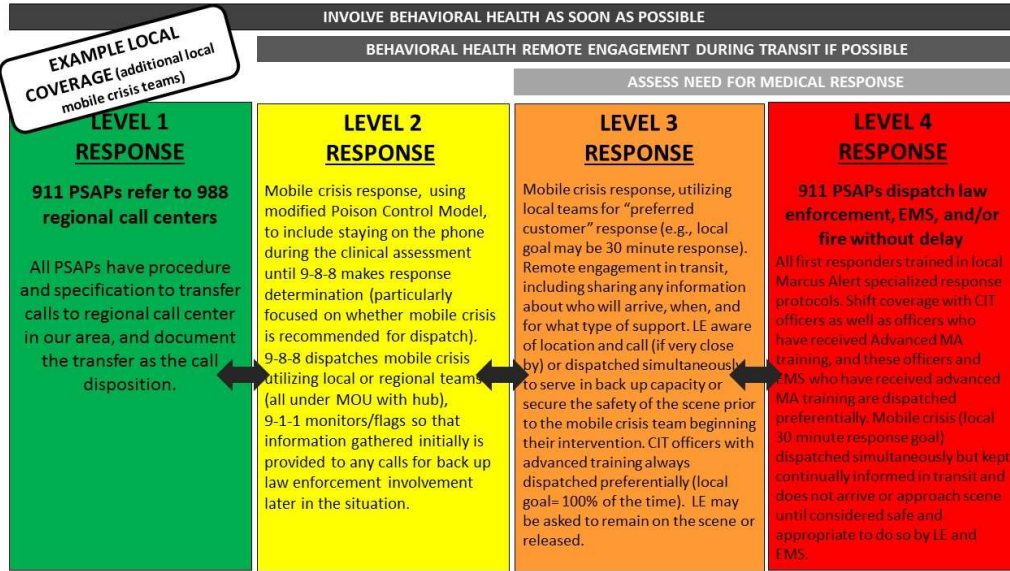 INVOLVE BEHAVIORAL HEALTH AS SOON AS POSSIBLE
BEHAVIORAL HEALTH REMOTE ENGAGEMENT DURING TRANSIT IF POSSIBLE
ASSESS NEED FOR MEDICAL RESPONSE
EXAMPLE LOCAL
COVERAGE (additional local
mobile crisis teams)
LEVEL 1
RESPONSE
911 PSAPs refer to 988
regional call centers
All PSAPs have procedure
and specification to transfer
calls to regional call center
in our area, and document
the transfer as the call
disposition.
LEVEL 2
RESPONSE
Mobile crisis response, using
modified Poison Control Model,
to include staying on the phone
during the clinical assessment
until 9-8-8 makes response
determination (particularly
focused on whether mobile crisis
is recommended for dispatch).
9-8-8 dispatches mobile crisis
utilizing local or regional teams
(all under MOU with hub),
9-1-1 monitors/flags so that
information gathered initially is
provided to any calls for back up
law enforcement involvement
later in the situation.
LEVEL 3
RESPONSE
Mobile crisis response, utilizing
local teams for “preferred
customer” response (e.g., local
goal may be 30 minute response).
Remote engagement in transit,
including sharing any information
about who will arrive, when, and
for what type of support. LE aware
of location and call (if very close
by) or dispatched simultaneously
to serve in back up capacity or
secure the safety of the scene prior
to the mobile crisis team beginning
their intervention. CIT officers with
advanced training always
dispatched preferentially (local
goal= 100% of the time). LE may
be asked to remain on the scene or
released.
LEVEL 4
RESPONSE
911 PSAPs dispatch law
enforcement, EMS, and/or
fire without delay
All first responders trained in local
Marcus Alert specialized response
protocols. Shift coverage with CIT
officers as well as officers who
have received Advanced MA
training, and these officers and
EMS who have received advanced
MA training are dispatched
preferentially. Mobile crisis (local
30 minute response goal)
dispatched simultaneously but kept
continually informed in transit and
does not arrive or approach scene
until considered safe and
appropriate to do so by LE and
EMS.